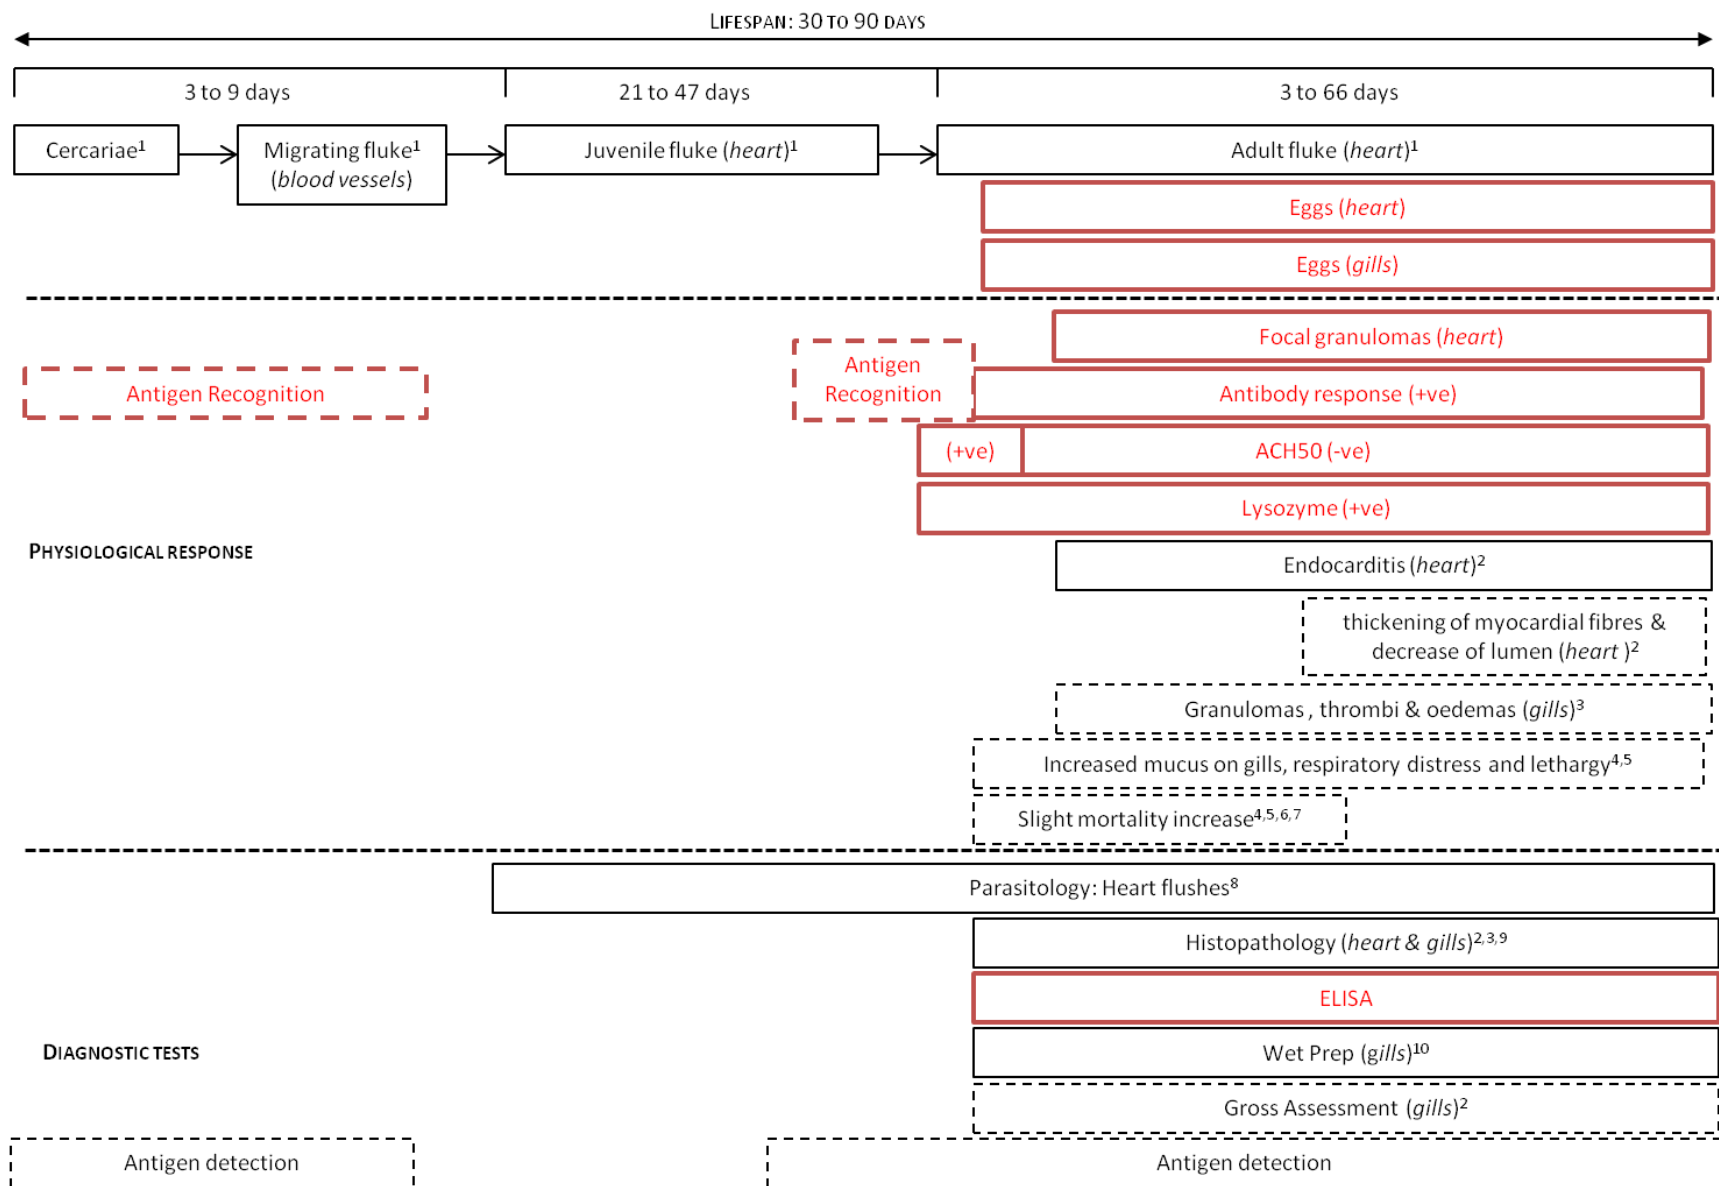 LIFESPAN: 30 TO 90 DAYS
3 to 9 days
21 to 47 days
3 to 66 days
Cercariae¹
Migrating fluke¹
(blood vessels)
Juvenile fluke (heart)¹
Adult fluke (heart)¹
Eggs (heart)
Eggs (gills)
Focal granulomas (heart)
Antigen Recognition
Antigen
Recognition
Antibody response (+ve)
(+ve)
ACH50 (-ve)
Lysozyme (+ve)
PHYSIOLOGICAL RESPONSE
Endocarditis (heart)²
thickening of myocardial fibres &
decrease of lumen (heart )²
Granulomas , thrombi & oedemas (gills)³
Increased mucus on gills, respiratory distress and lethargy⁴,⁵
Slight mortality increase⁴,⁵,⁶,⁷
Parasitology: Heart flushes⁸
Histopathology (heart & gills)²,³,⁹
ELISA
DIAGNOSTIC TESTS
Wet Prep (gills)¹⁰
Gross Assessment (gills)²
Antigen detection
Antigen detection